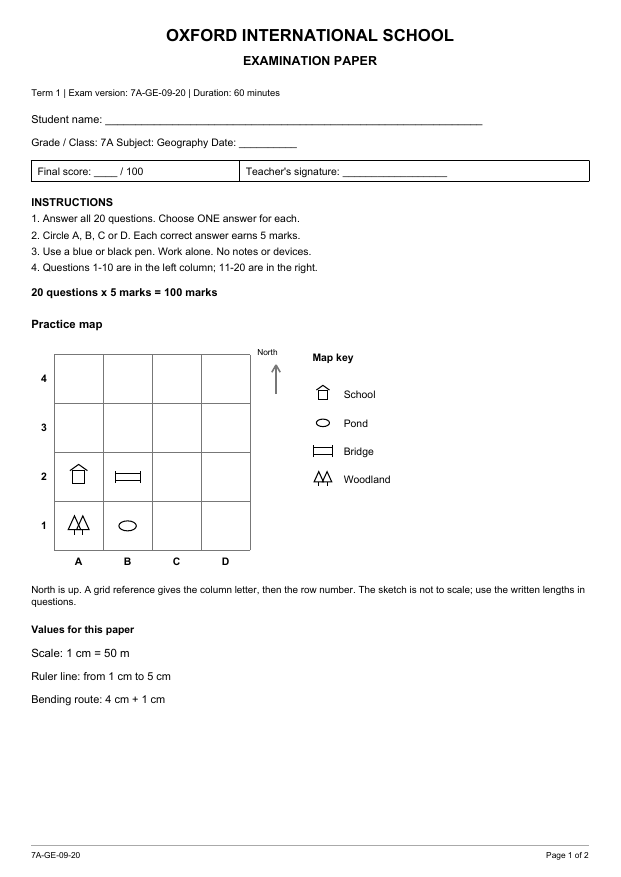 OXFORD INTERNATIONAL SCHOOL
EXAMINATION PAPER
Term 1 | Exam version: 7A-GE-09-20 | Duration: 60 minutes
Student name: _______________________________________________________________
Grade / Class: 7A Subject: Geography Date: __________
Final score: ____ / 100
Teacher's signature: __________________
INSTRUCTIONS
1. Answer all 20 questions. Choose ONE answer for each.
2. Circle A, B, C or D. Each correct answer earns 5 marks.
3. Use a blue or black pen. Work alone. No notes or devices.
4. Questions 1-10 are in the left column; 11-20 are in the right.
20 questions x 5 marks = 100 marks
Practice map
North
Map key
4
School
3
Pond
Bridge
2
Woodland
1
A B C D
North is up. A grid reference gives the column letter, then the row number. The sketch is not to scale; use the written lengths in
questions.
Values for this paper
Scale: 1 cm = 50 m
Ruler line: from 1 cm to 5 cm
Bending route: 4 cm + 1 cm
7A-GE-09-20
Page 1 of 2